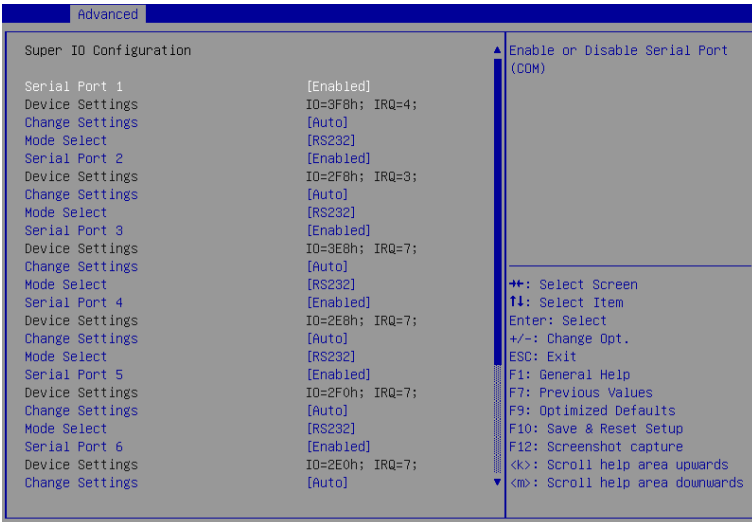 Advanced
Super IO Configuration
Serial Port 1 [Enabled]
Device Settings IO=3F8h; IRQ=4;
Change Settings [Auto]
Mode Select [RS232]
Serial Port 2 [Enabled]
Device Settings IO=2F8h; IRQ=3;
Change Settings [Auto]
Mode Select [RS232]
Serial Port 3 [Enabled]
Device Settings IO=3E8h; IRQ=7;
Change Settings [Auto]
Mode Select [RS232]
Serial Port 4 [Enabled]
Device Settings IO=2E8h; IRQ=7;
Change Settings [Auto]
Mode Select [RS232]
Serial Port 5 [Enabled]
Device Settings IO=2F0h; IRQ=7;
Change Settings [Auto]
Mode Select [RS232]
Serial Port 6 [Enabled]
Device Settings IO=2E0h; IRQ=7;
Change Settings [Auto]
Enable or Disable Serial Port
(COM)
→←: Select Screen
↑↓: Select Item
Enter: Select
+/-: Change Opt.
ESC: Exit
F1: General Help
F7: Previous Values
F9: Optimized Defaults
F10: Save & Reset Setup
F12: Screenshot capture
<k>: Scroll help area upwards
<m>: Scroll help area downwards